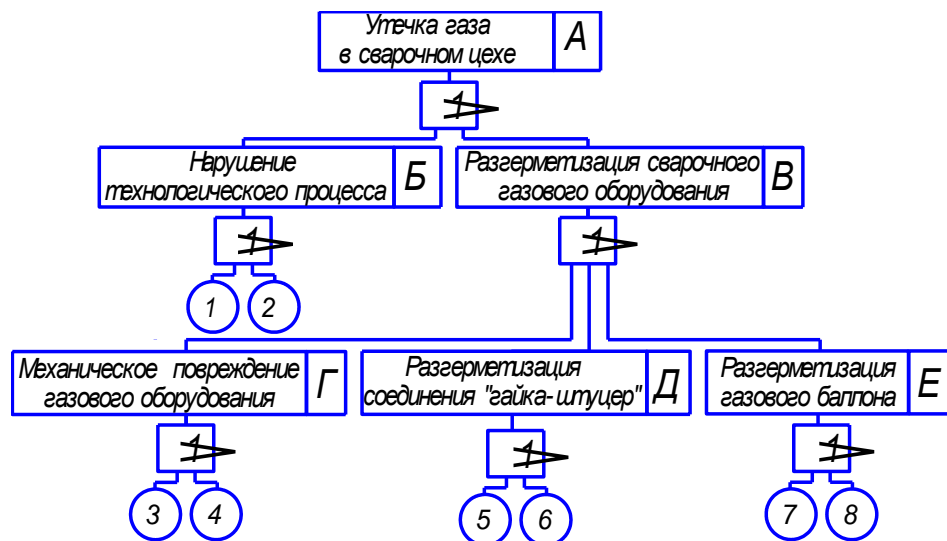 Утечка газа
в сварочном цехе
А
1
Нарушение
технологического процесса
Б
Разгерметизация сварочного
газового оборудования
В
1
1
1
2
Механическое повреждение
газового оборудования
Г
Разгерметизация
соединения "гайка-штуцер"
Д
Разгерметизация
газового баллона
Е
1
1
1
3
4
5
6
7
8